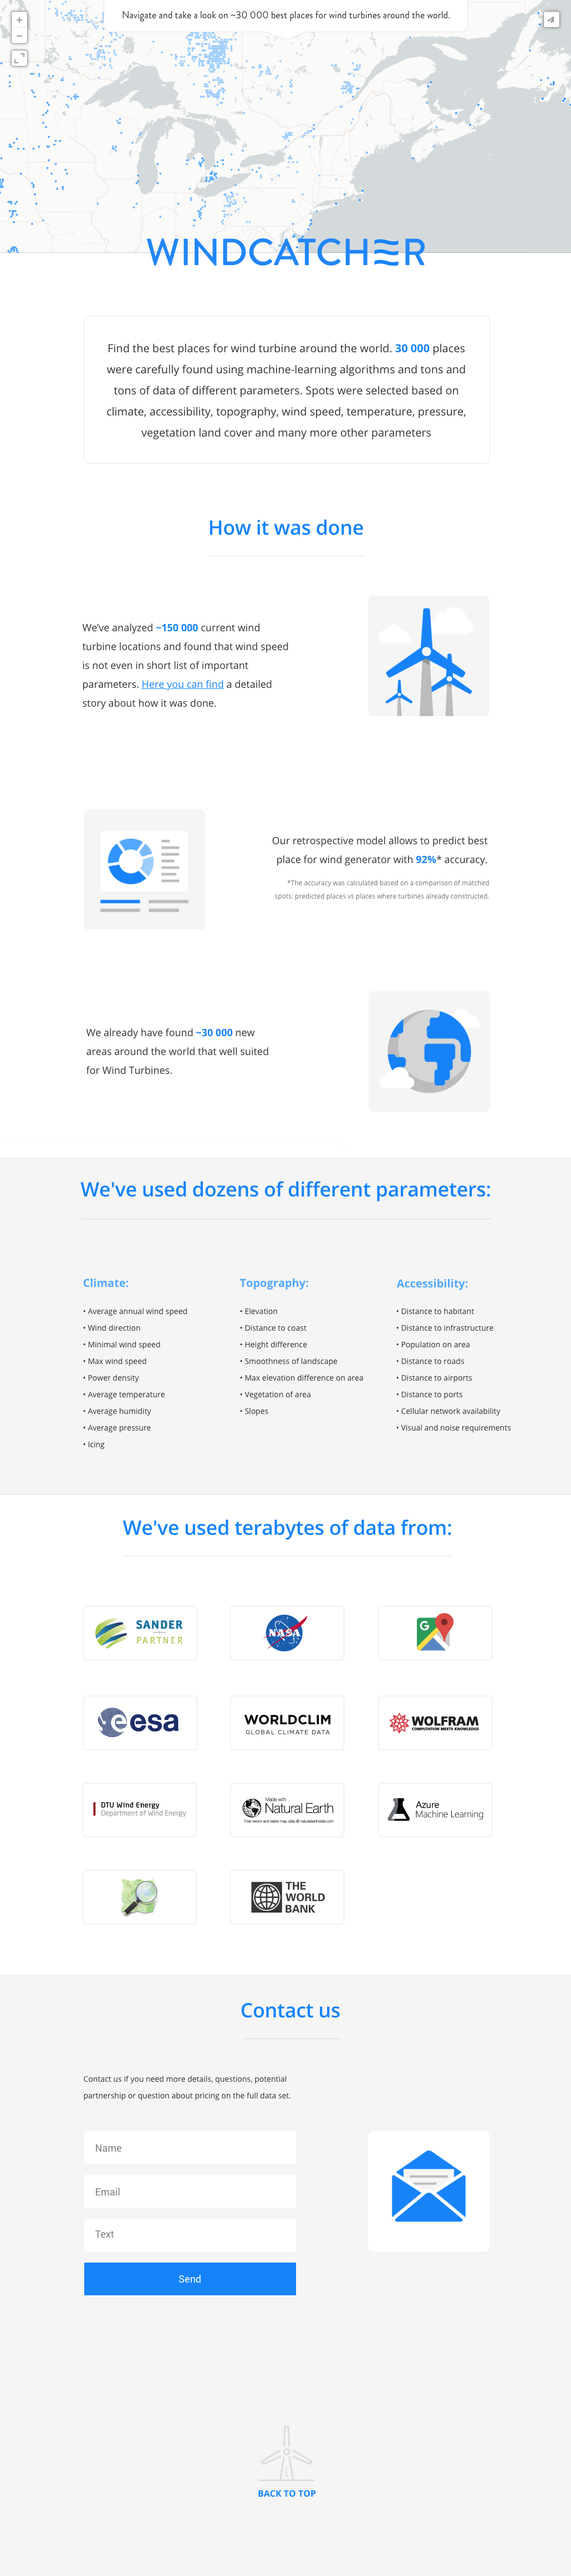 Navigate and take a look on ~30 000 best places for wind turbines around the world.
+
−
WINDCATCHER
Find the best places for wind turbine around the world. 30 000 places
were carefully found using machine-learning algorithms and tons and
tons of data of different parameters. Spots were selected based on
climate, accessibility, topography, wind speed, temperature, pressure,
vegetation land cover and many more other parameters
How it was done
We've analyzed ~150 000 current wind
turbine locations and found that wind speed
is not even in short list of important
parameters. Here you can find a detailed
story about how it was done.
Our retrospective model allows to predict best
place for wind generator with 92%* accuracy.
*The accuracy was calculated based on a comparison of matched
spots: predicted places vs places where turbines already constructed.
We already have found ~30 000 new
areas around the world that well suited
for Wind Turbines.
We've used dozens of different parameters:
Climate:
• Average annual wind speed
• Wind direction
• Minimal wind speed
• Max wind speed
• Power density
• Average temperature
• Average humidity
• Average pressure
• Icing
Topography:
• Elevation
• Distance to coast
• Height difference
• Smoothness of landscape
• Max elevation difference on area
• Vegetation of area
• Slopes
Accessibility:
• Distance to habitant
• Distance to infrastructure
• Population on area
• Distance to roads
• Distance to airports
• Distance to ports
• Cellular network availability
• Visual and noise requirements
We've used terabytes of data from:
SANDER
+
PARTNER
NASA
G
esa
WORLDCLIM
GLOBAL CLIMATE DATA
WOLFRAM
COMPUTATION MEETS KNOWLEDGE
DTU Wind Energy
Department of Wind Energy
Made with
Natural Earth
Free vector and raster map data @ naturalearthdata.com
Azure
Machine Learning
THE
WORLD
BANK
Contact us
Contact us if you need more details, questions, potential
partnership or question about pricing on the full data set.
Name
Email
Text
Send
BACK TO TOP